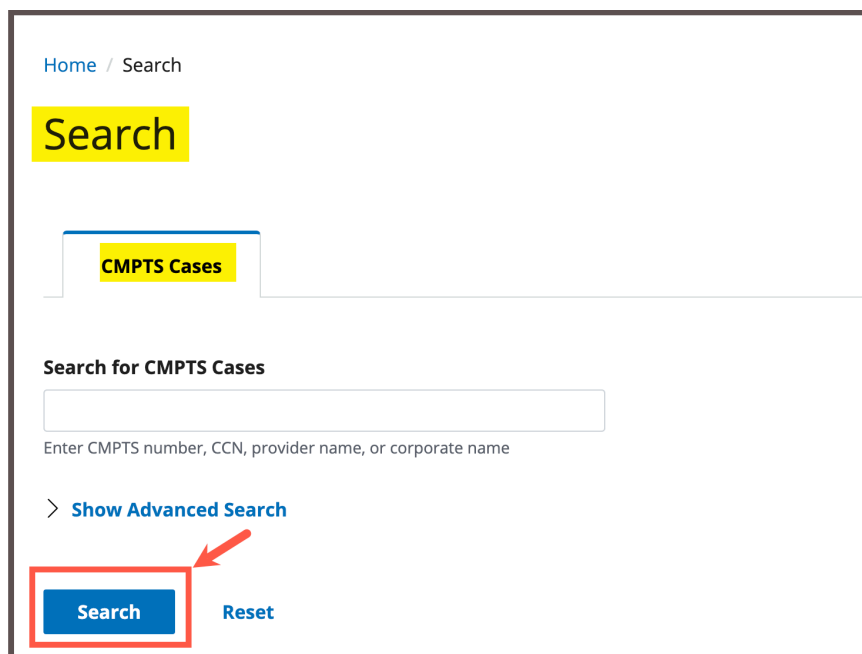 Home / Search
Search
CMPTS Cases
Search for CMPTS Cases
Enter CMPTS number, CCN, provider name, or corporate name
Show Advanced Search
Search Reset